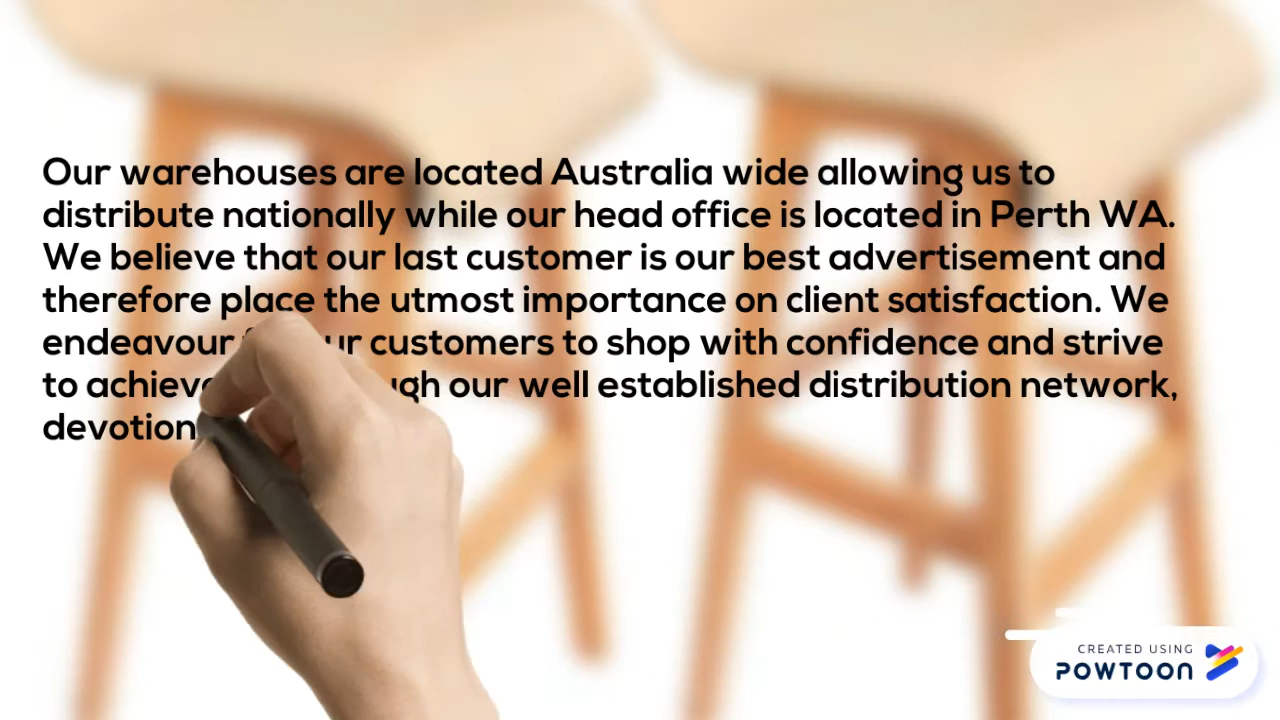 Our warehouses are located Australia wide allowing us to
distribute nationally while our head office is located in Perth WA.
We believe that our last customer is our best advertisement and
therefore place the utmost importance on client satisfaction. We
endeavour customers to shop with confidence and strive
to our well established distribution network,
devotion
CREATED USING
POWTOON